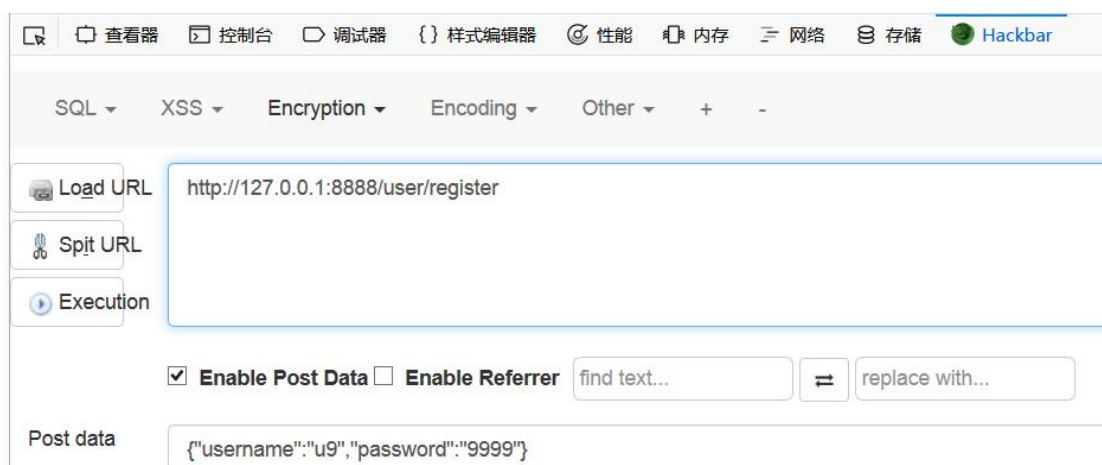 查看器 控制台 调试器 {} 样式编辑器 性能 内存 网络 存储 Hackbar
SQL XSS Encryption Encoding Other + -
Load URL http://127.0.0.1:8888/user/register
Spit URL
Execution
Enable Post Data Enable Referrer find text... replace with...
Post data {"username":"u9","password":"9999"}